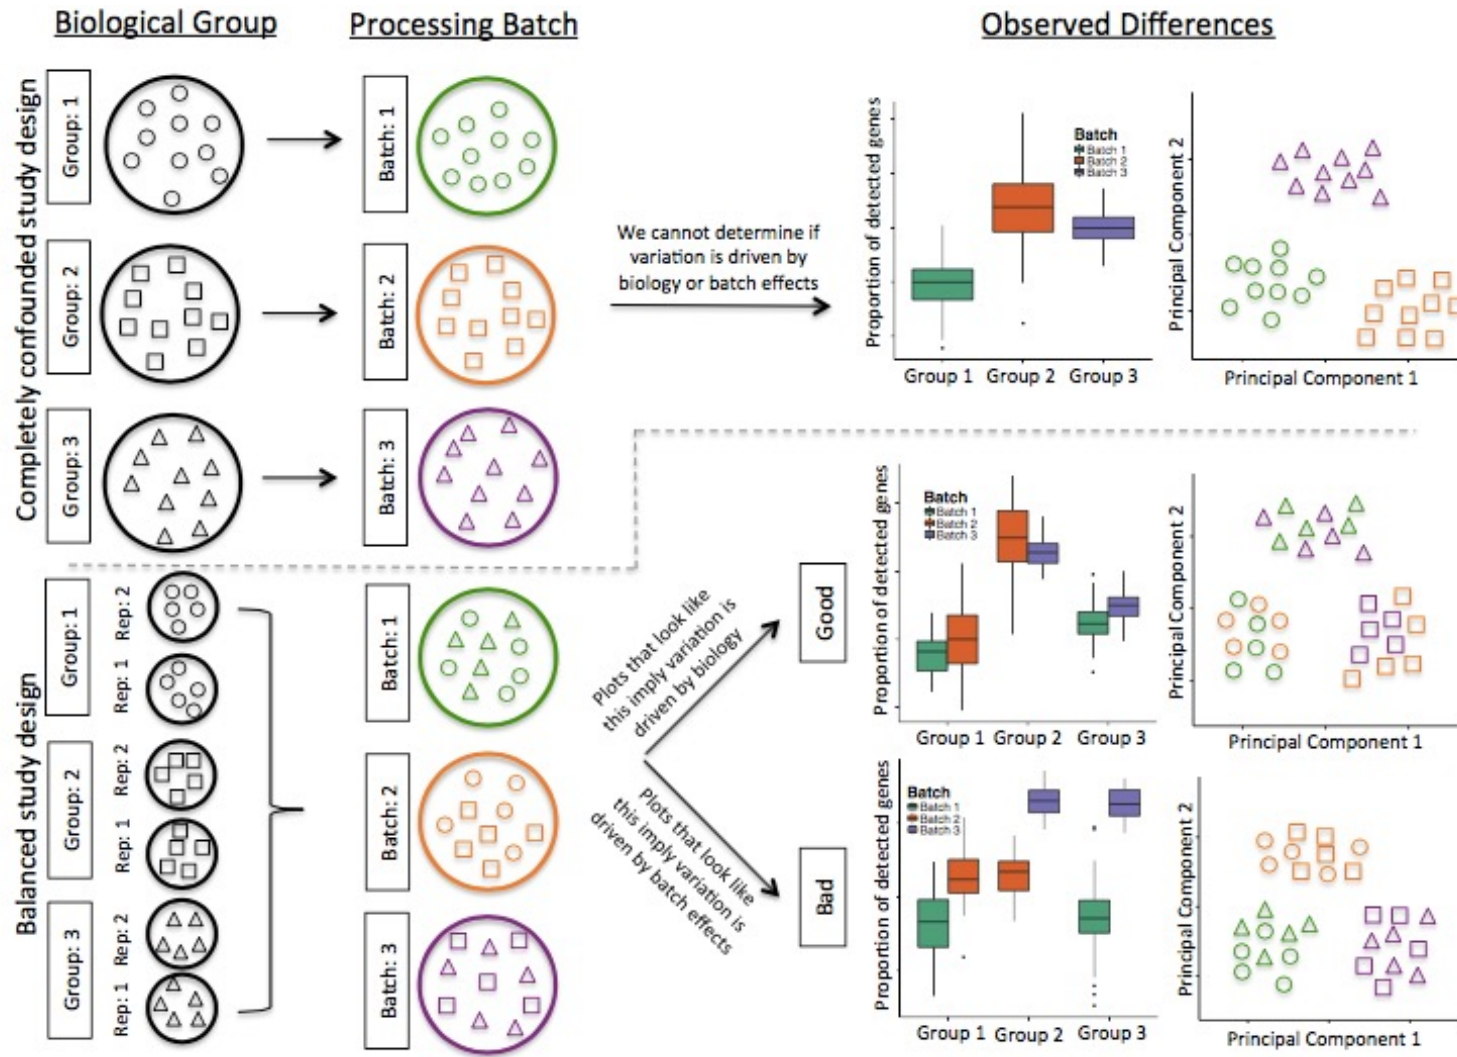 Biological Group
Processing Batch
Observed Differences
Completely confounded study design
Group: 1
Batch: 1
Group: 2
Batch: 2
Group: 3
Batch: 3
We cannot determine if
variation is driven by
biology or batch effects
Proportion of detected genes
Batch
Batch 1
Batch 2
Batch 3
Group 1
Group 2
Group 3
Principal Component 2
Principal Component 1
Balanced study design
Group: 1
Rep: 2
Rep: 1
Group: 2
Rep: 2
Rep: 1
Group: 3
Rep: 2
Rep: 1
Batch: 1
Batch: 2
Batch: 3
Plots that look like
this imply variation is
driven by biology
Good
Plots that look like
this imply variation is
driven by batch effects
Bad
Proportion of detected genes
Batch
Batch 1
Batch 2
Batch 3
Group 1
Group 2
Group 3
Principal Component 2
Principal Component 1
Proportion of detected genes
Batch
Batch 1
Batch 2
Batch 3
Group 1
Group 2
Group 3
Principal Component 2
Principal Component 1